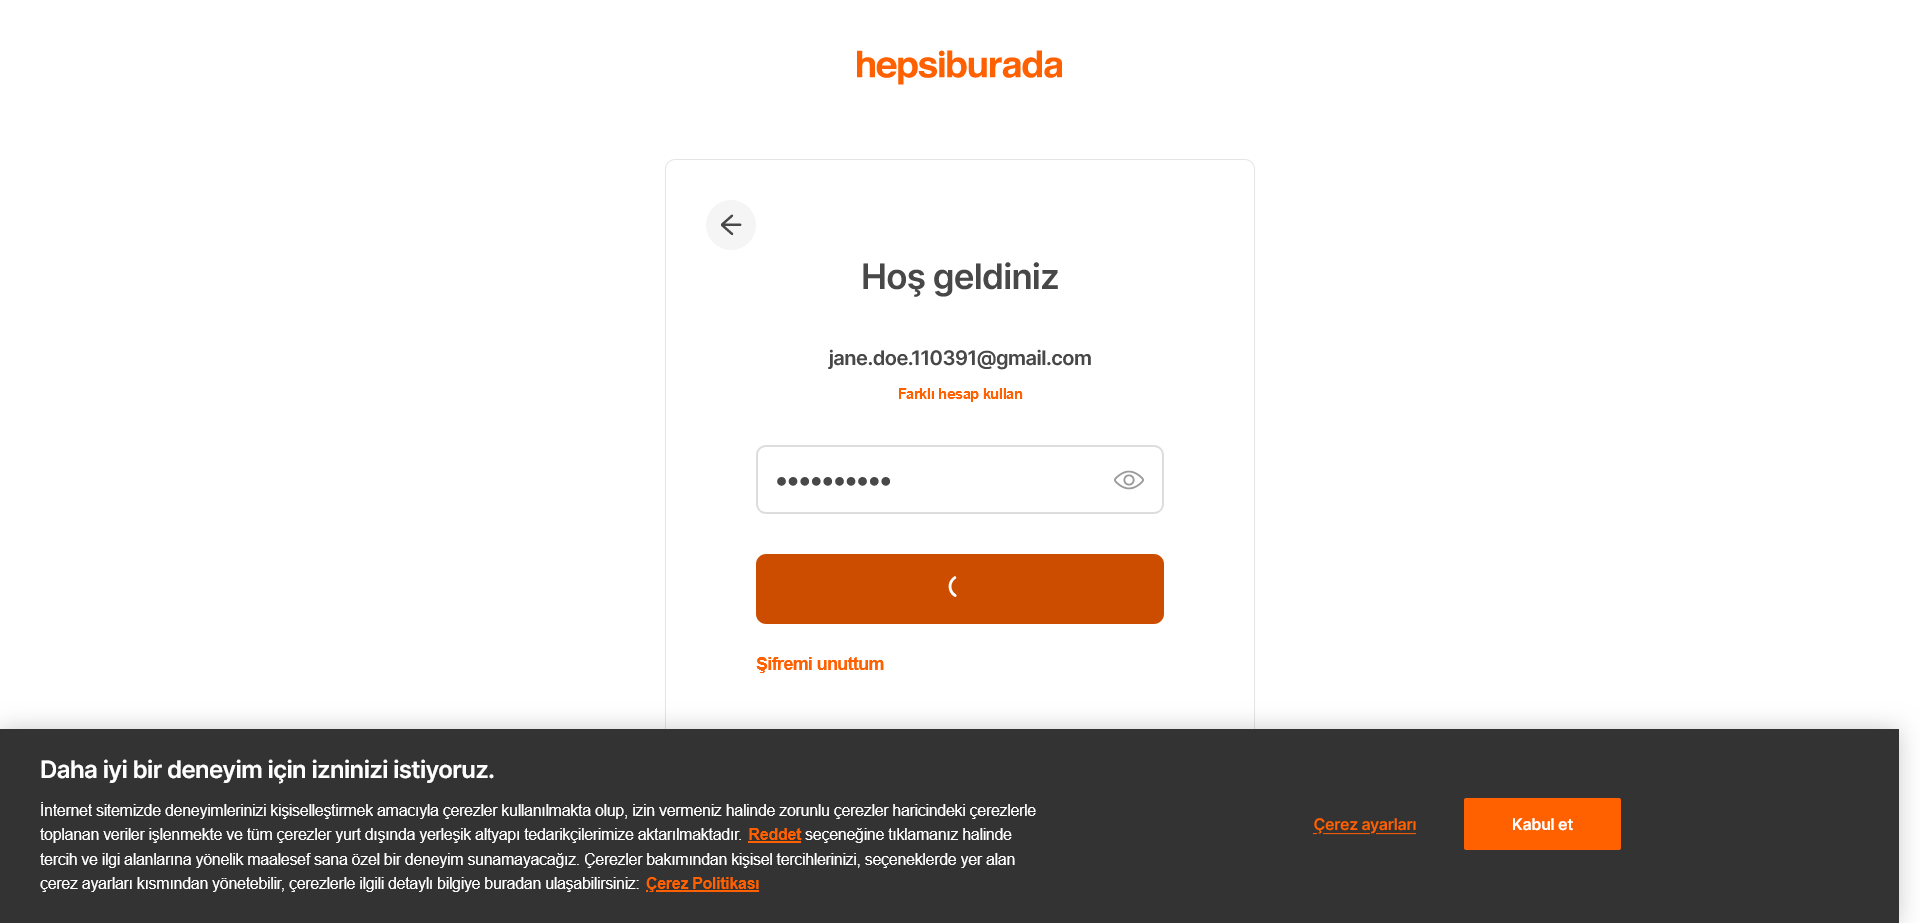 hepsiburada
Hoş geldiniz
jane.doe.110391@gmail.com
Farklı hesap kullan
••••••••••
Şifremi unuttum
Daha iyi bir deneyim için izninizi istiyoruz.
İnternet sitemizde deneyimlerinizi kişiselleştirmek amacıyla çerezler kullanılmakta olup, izin vermeniz halinde zorunlu çerezler haricindeki çerezlerle
toplanan veriler işlenmekte ve tüm çerezler yurt dışında yerleşik altyapı tedarikçilerimize aktarılmaktadır. Reddet seçeneğine tıklamanız halinde
tercih ve ilgi alanlarına yönelik maalesef sana özel bir deneyim sunamayacağız. Çerezler bakımından kişisel tercihlerinizi, seçeneklerde yer alan
çerez ayarları kısmından yönetebilir, çerezlerle ilgili detaylı bilgiye buradan ulaşabilirsiniz: Çerez Politikası
Çerez ayarları
Kabul et